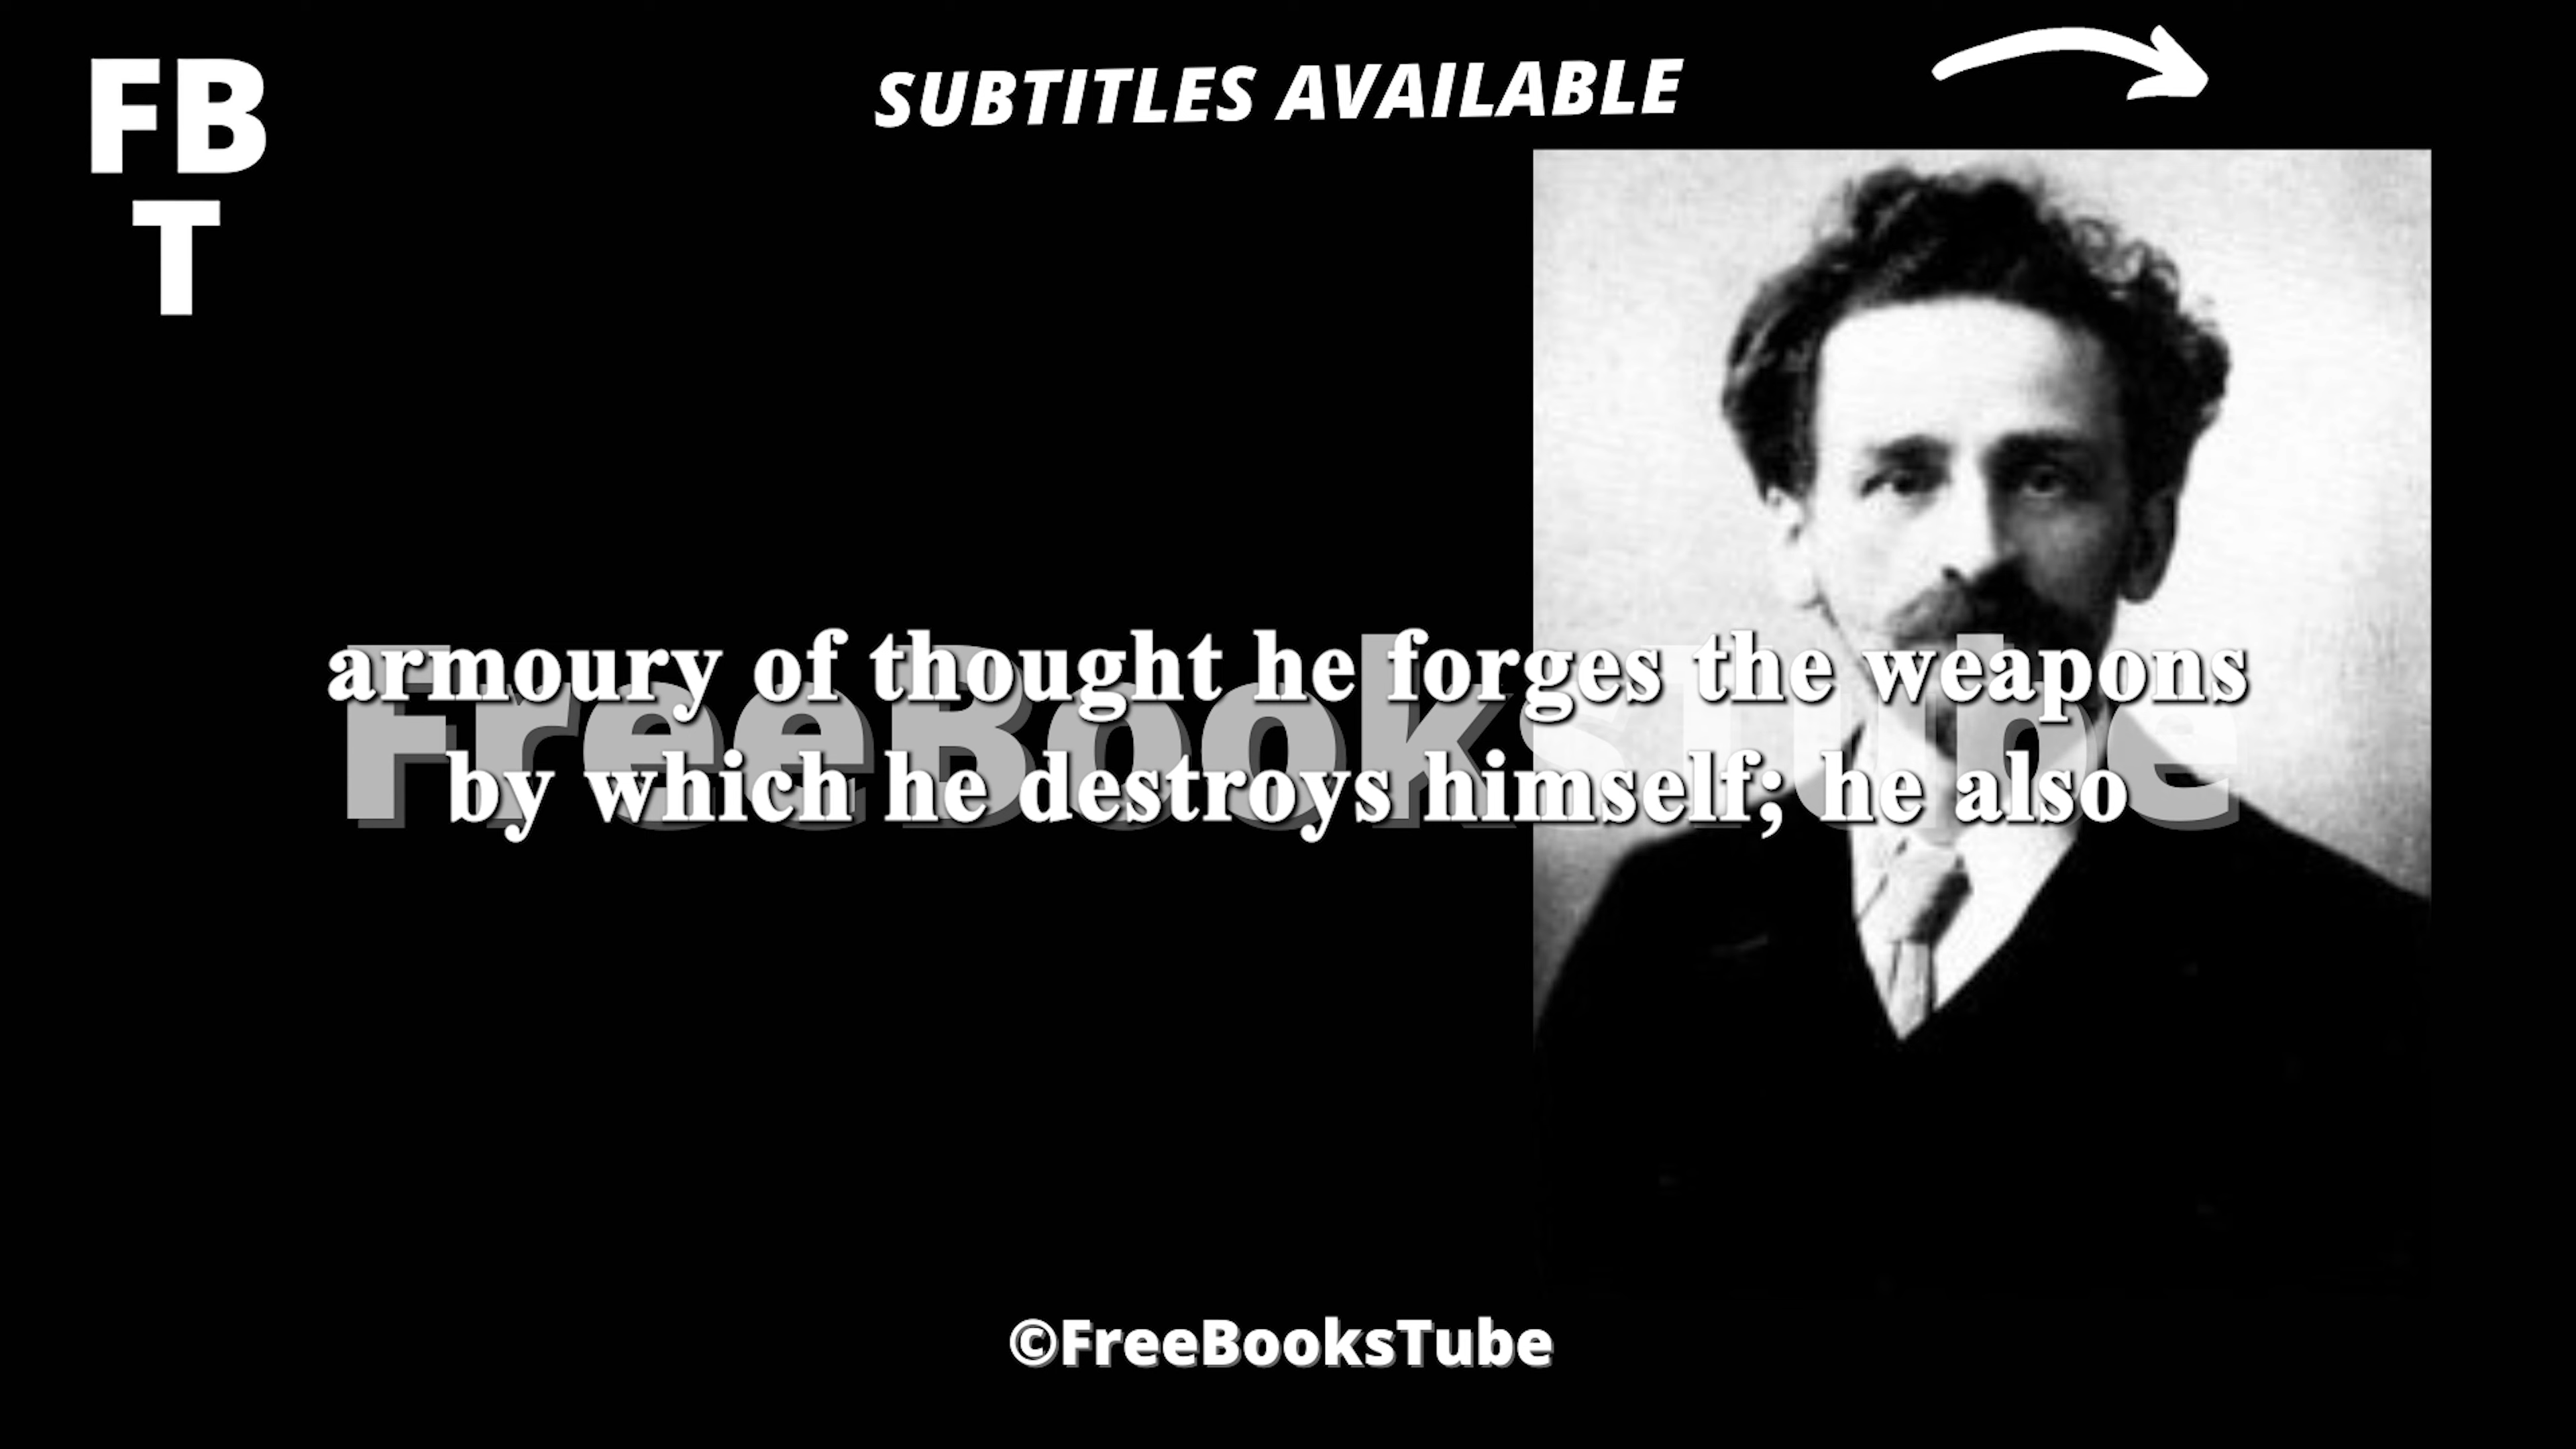 FB
T
SUBTITLES AVAILABLE
FreeBooksTube
armoury of thought he forges the weapons
by which he destroys himself; he also
©FreeBooksTube